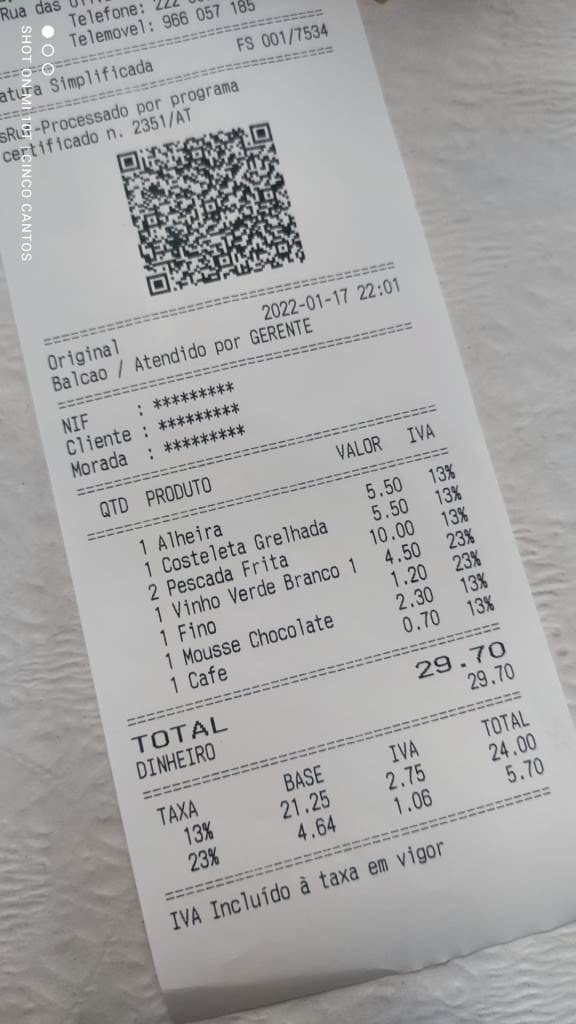 Rua das
Telefone: 222
Telemovel: 966 057 185
FS 001/7534
atura Simplificada
sRu-Processado por programa
certificado n. 2351/AT
2022-01-17 22:01
Original
Balcao / Atendido por GERENTE
NIF : *********
Cliente : *********
Morada : *********
QTD PRODUTO VALOR IVA
1 Alheira 5.50 13%
1 Costeleta Grelhada 5.50 13%
2 Pescada Frita 10.00 13%
1 Vinho Verde Branco 1 4.50 23%
1 Fino 1.20 23%
1 Mousse Chocolate 2.30 13%
1 Cafe 0.70 13%
TOTAL 29.70
DINHEIRO 29.70
TAXA BASE IVA TOTAL
13% 21.25 2.75 24.00
23% 4.64 1.06 5.70
IVA Incluído à taxa em vigor
SHOT ON MI 10T | CINCO CANTOS